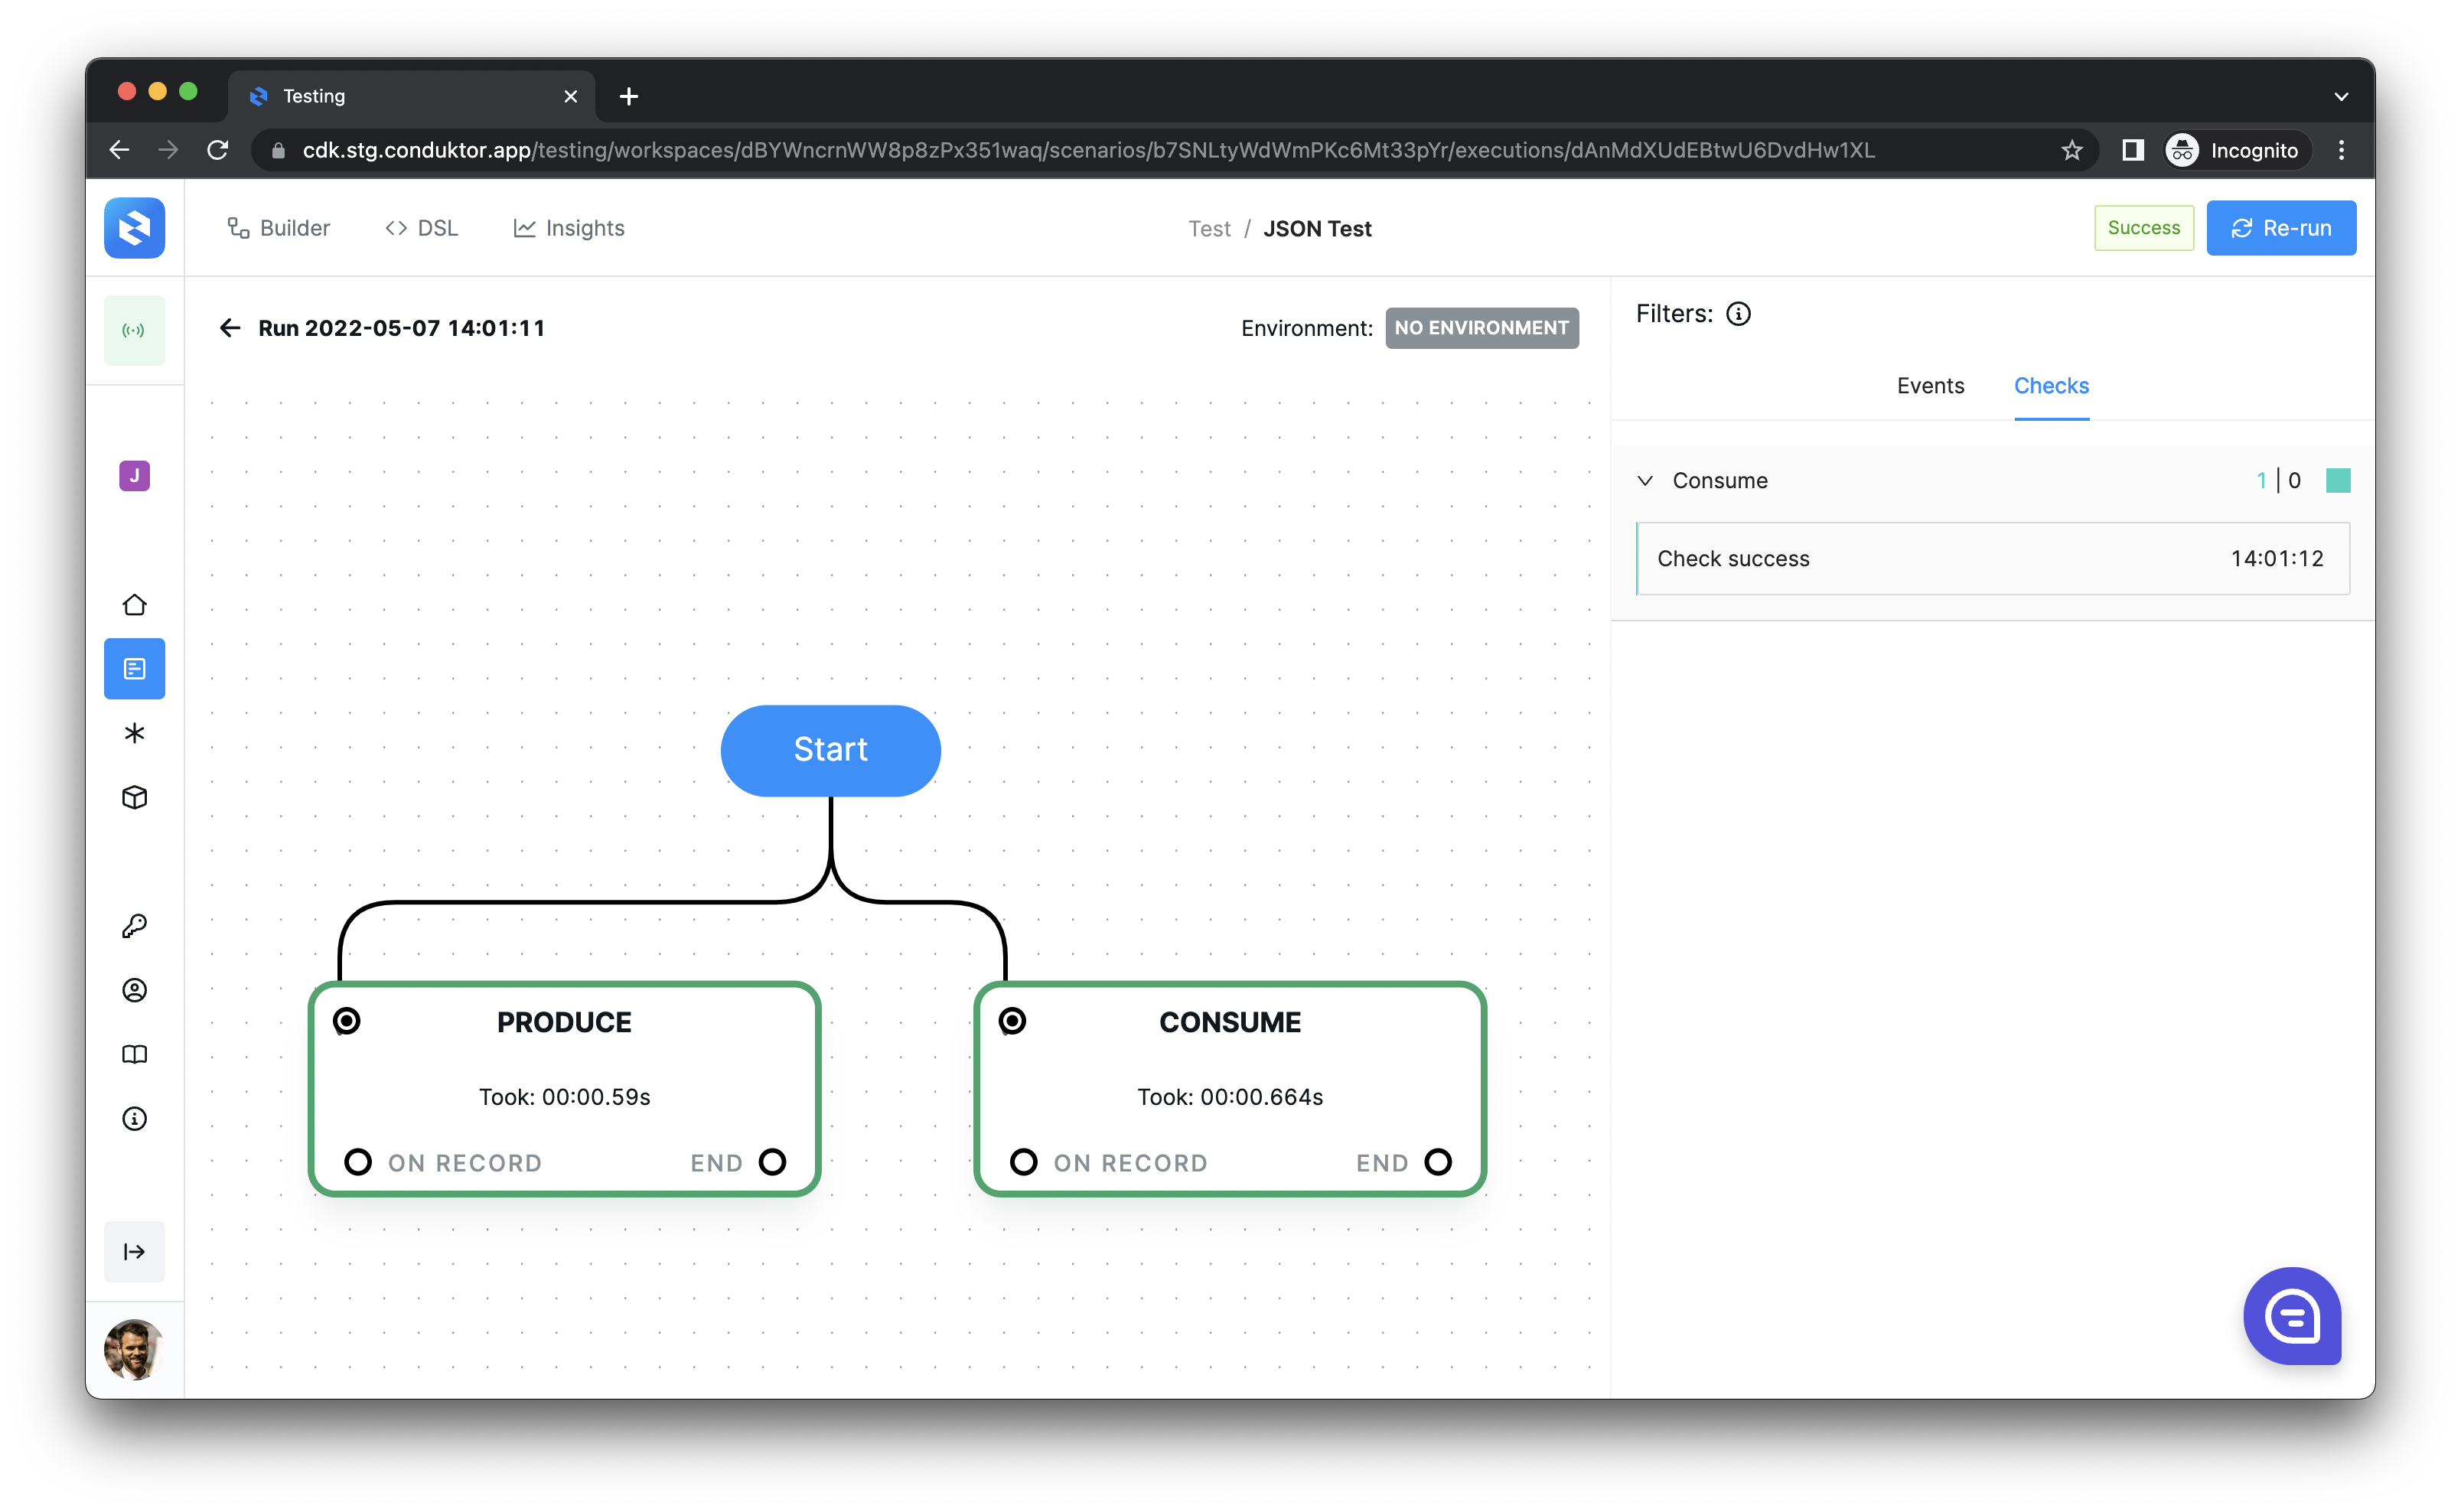 Testing
cdk.stg.conduktor.app/testing/workspaces/dBYWncrnWW8p8zPx351waq/scenarios/b7SNLtyWdWmPKc6Mt33pYr/executions/dAnMdXUdEBtwU6DvdHw1XL
Incognito
Builder
DSL
Insights
Test / JSON Test
Success
Re-run
Run 2022-05-07 14:01:11
Environment: NO ENVIRONMENT
Filters:
Events
Checks
J
Consume
1 | 0
Check success
14:01:12
Start
PRODUCE
Took: 00:00.59s
ON RECORD
END
CONSUME
Took: 00:00.664s
ON RECORD
END